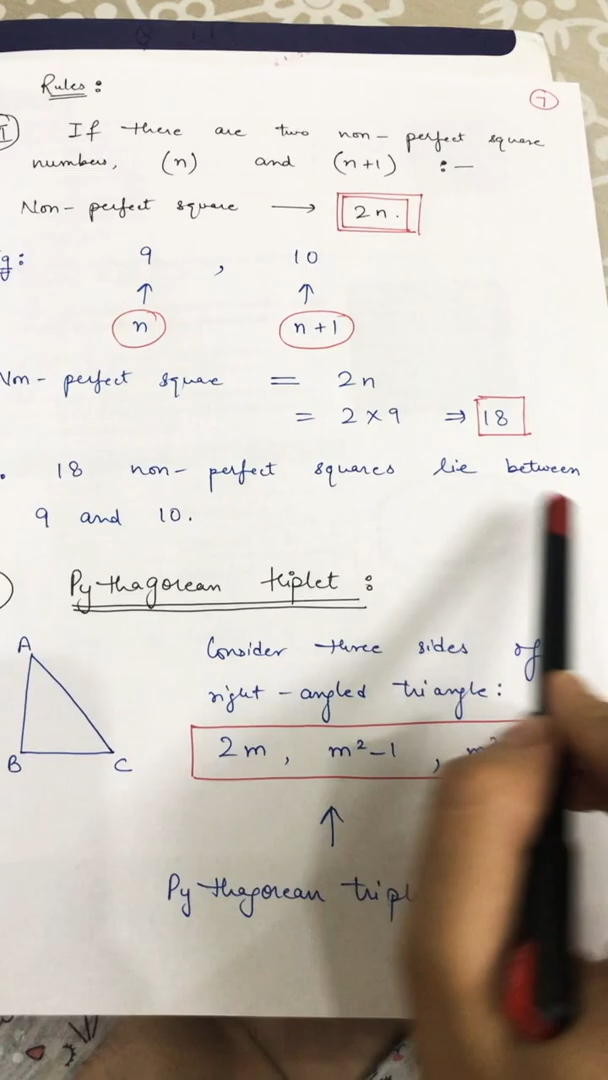 7
Rules :
If there are two non-perfect square
numbers, (n) and (n+1) :-
Non-perfect square → 2n.
9 , 10
↑ ↑
n n+1
Non-perfect square = 2n
= 2×9 ⇒ 18
18 non-perfect squares lie between
9 and 10.
Pythagorean triplet :
A
Consider three sides of
right-angled triangle:
2m, m²-1,
B C
↑
Pythagorean